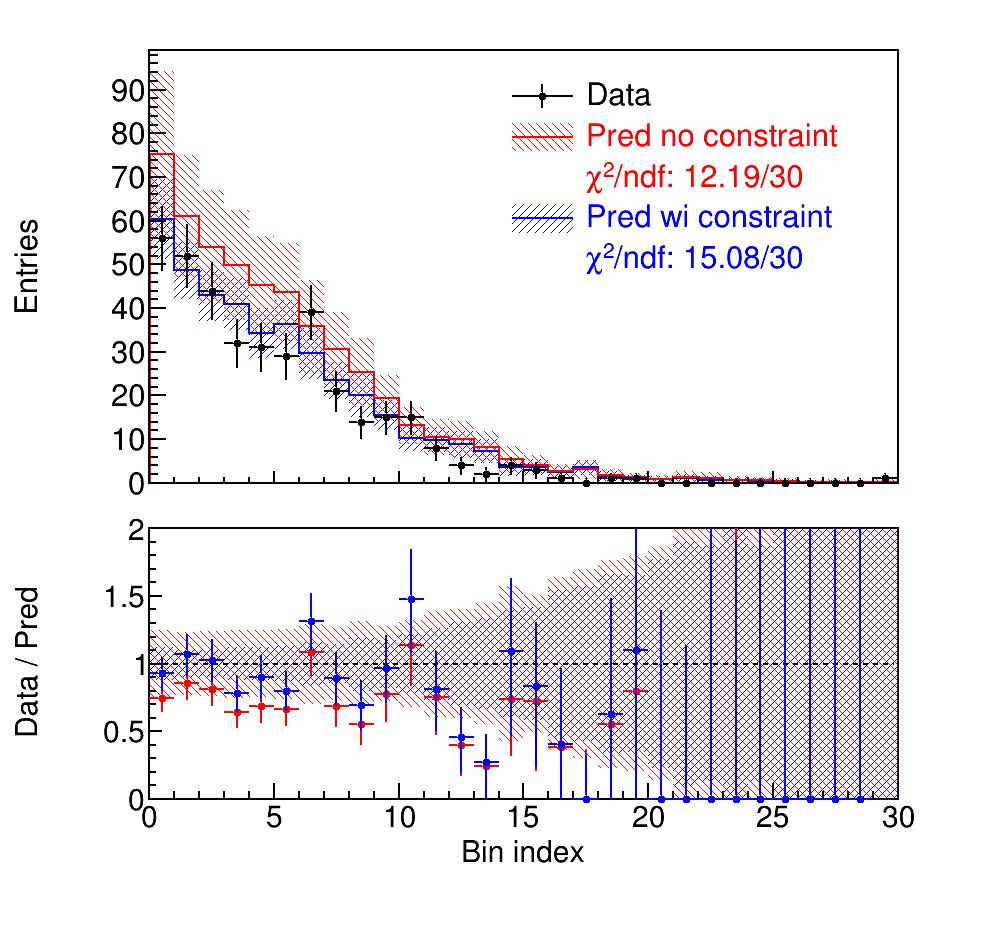 Entries
90
80
70
60
50
40
30
20
10
0
Data
Pred no constraint
χ²/ndf: 12.19/30
Pred wi constraint
χ²/ndf: 15.08/30
Data / Pred
2
1.5
1
0.5
0
0 5 10 15 20 25 30
Bin index